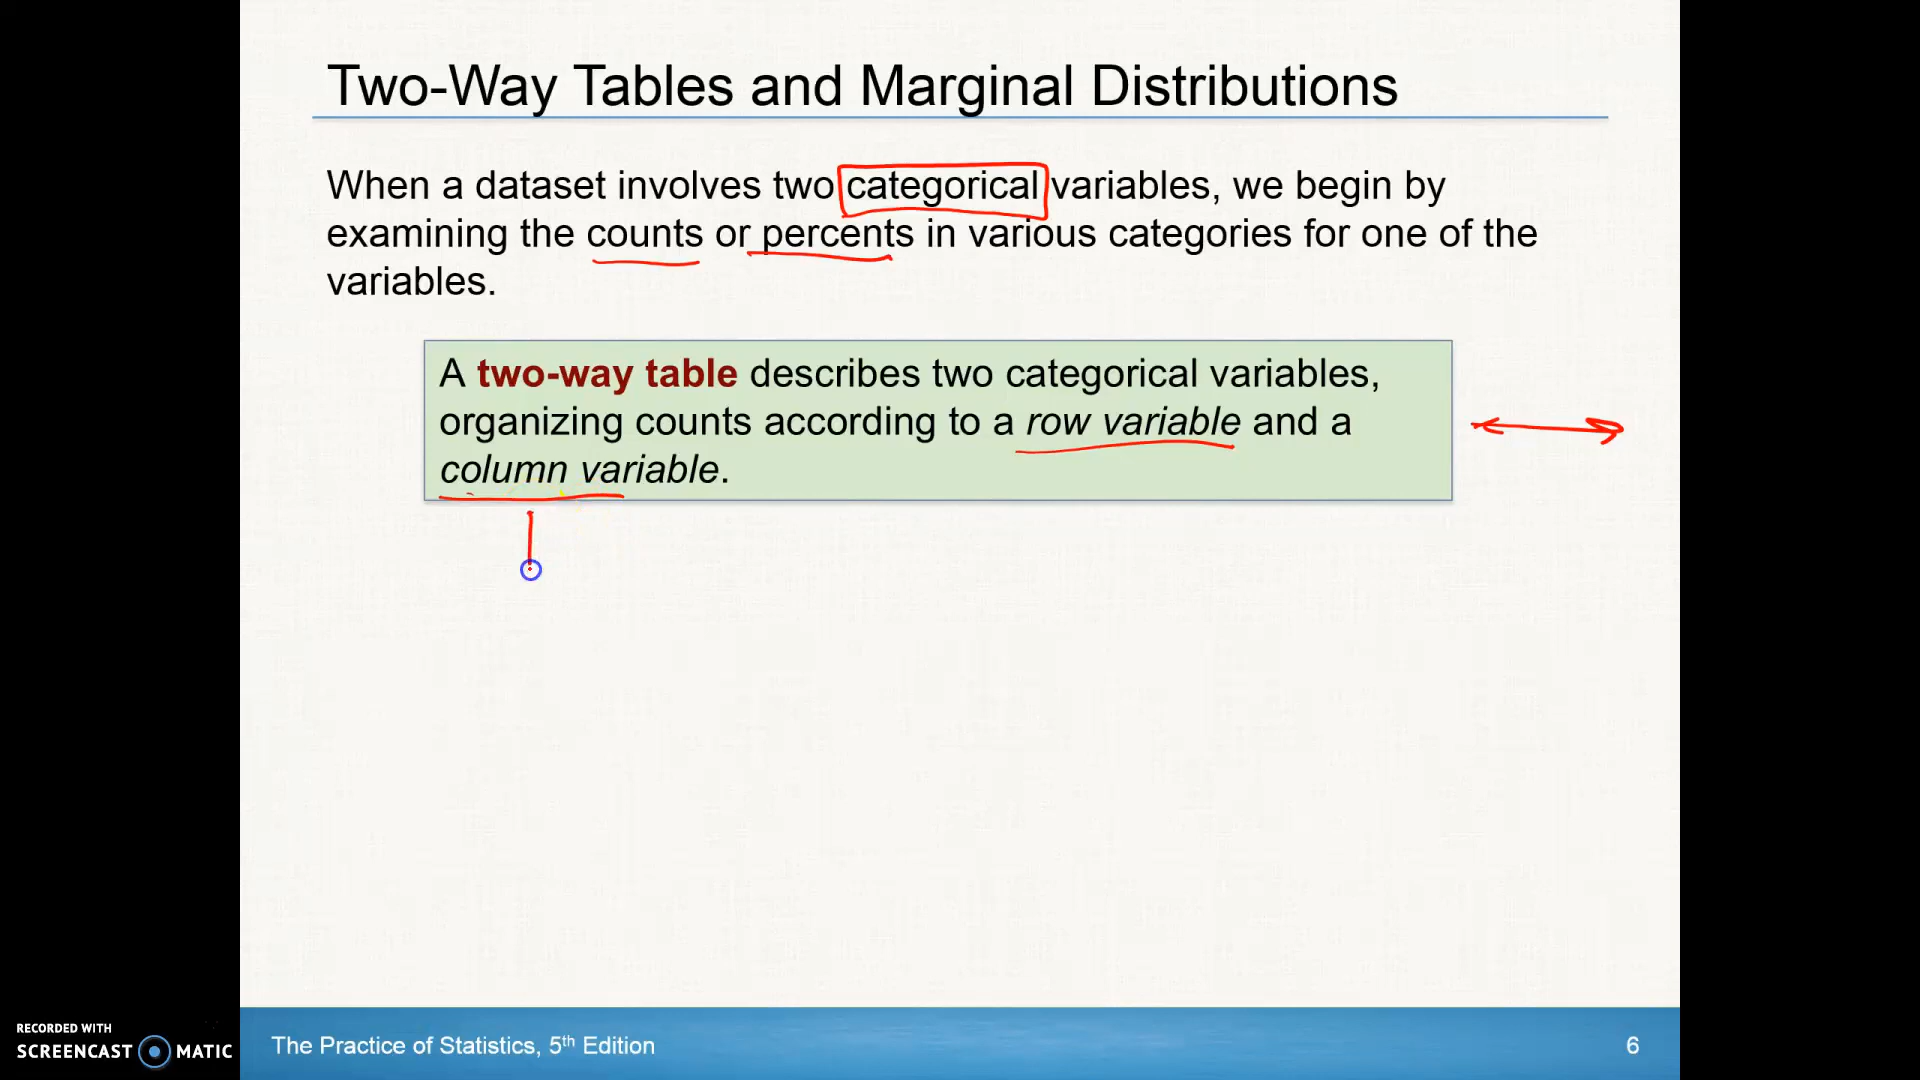 Two-Way Tables and Marginal Distributions
When a dataset involves two categorical variables, we begin by
examining the counts or percents in various categories for one of the
variables.
A two-way table describes two categorical variables,
organizing counts according to a row variable and a
column variable.
RECORDED WITH
SCREENCAST MATIC
The Practice of Statistics, 5th Edition
6